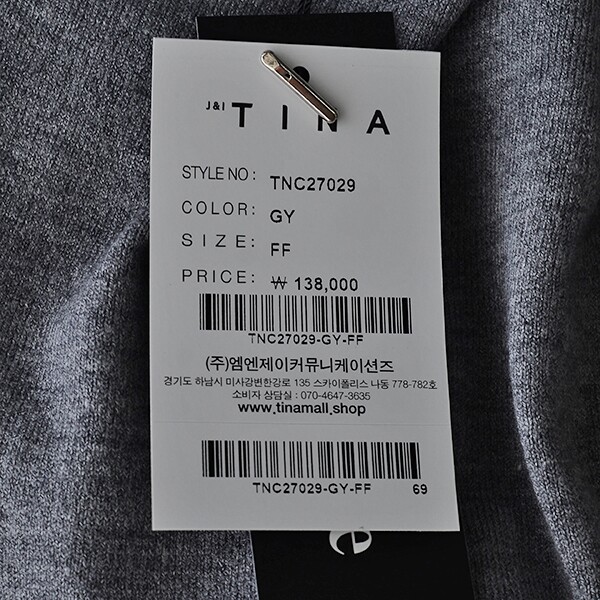 J&I TINA
STYLE NO: TNC27029
COLOR: GY
SIZE: FF
PRICE: ₩ 138,000
TNC27029-GY-FF
(주)엠엔제이커뮤니케이션즈
경기도 하남시 미사강변한강로 135 스카이폴리스 나동 778-782호
소비자 상담실 : 070-4647-3635
www.tinamall.shop
TNC27029-GY-FF 69